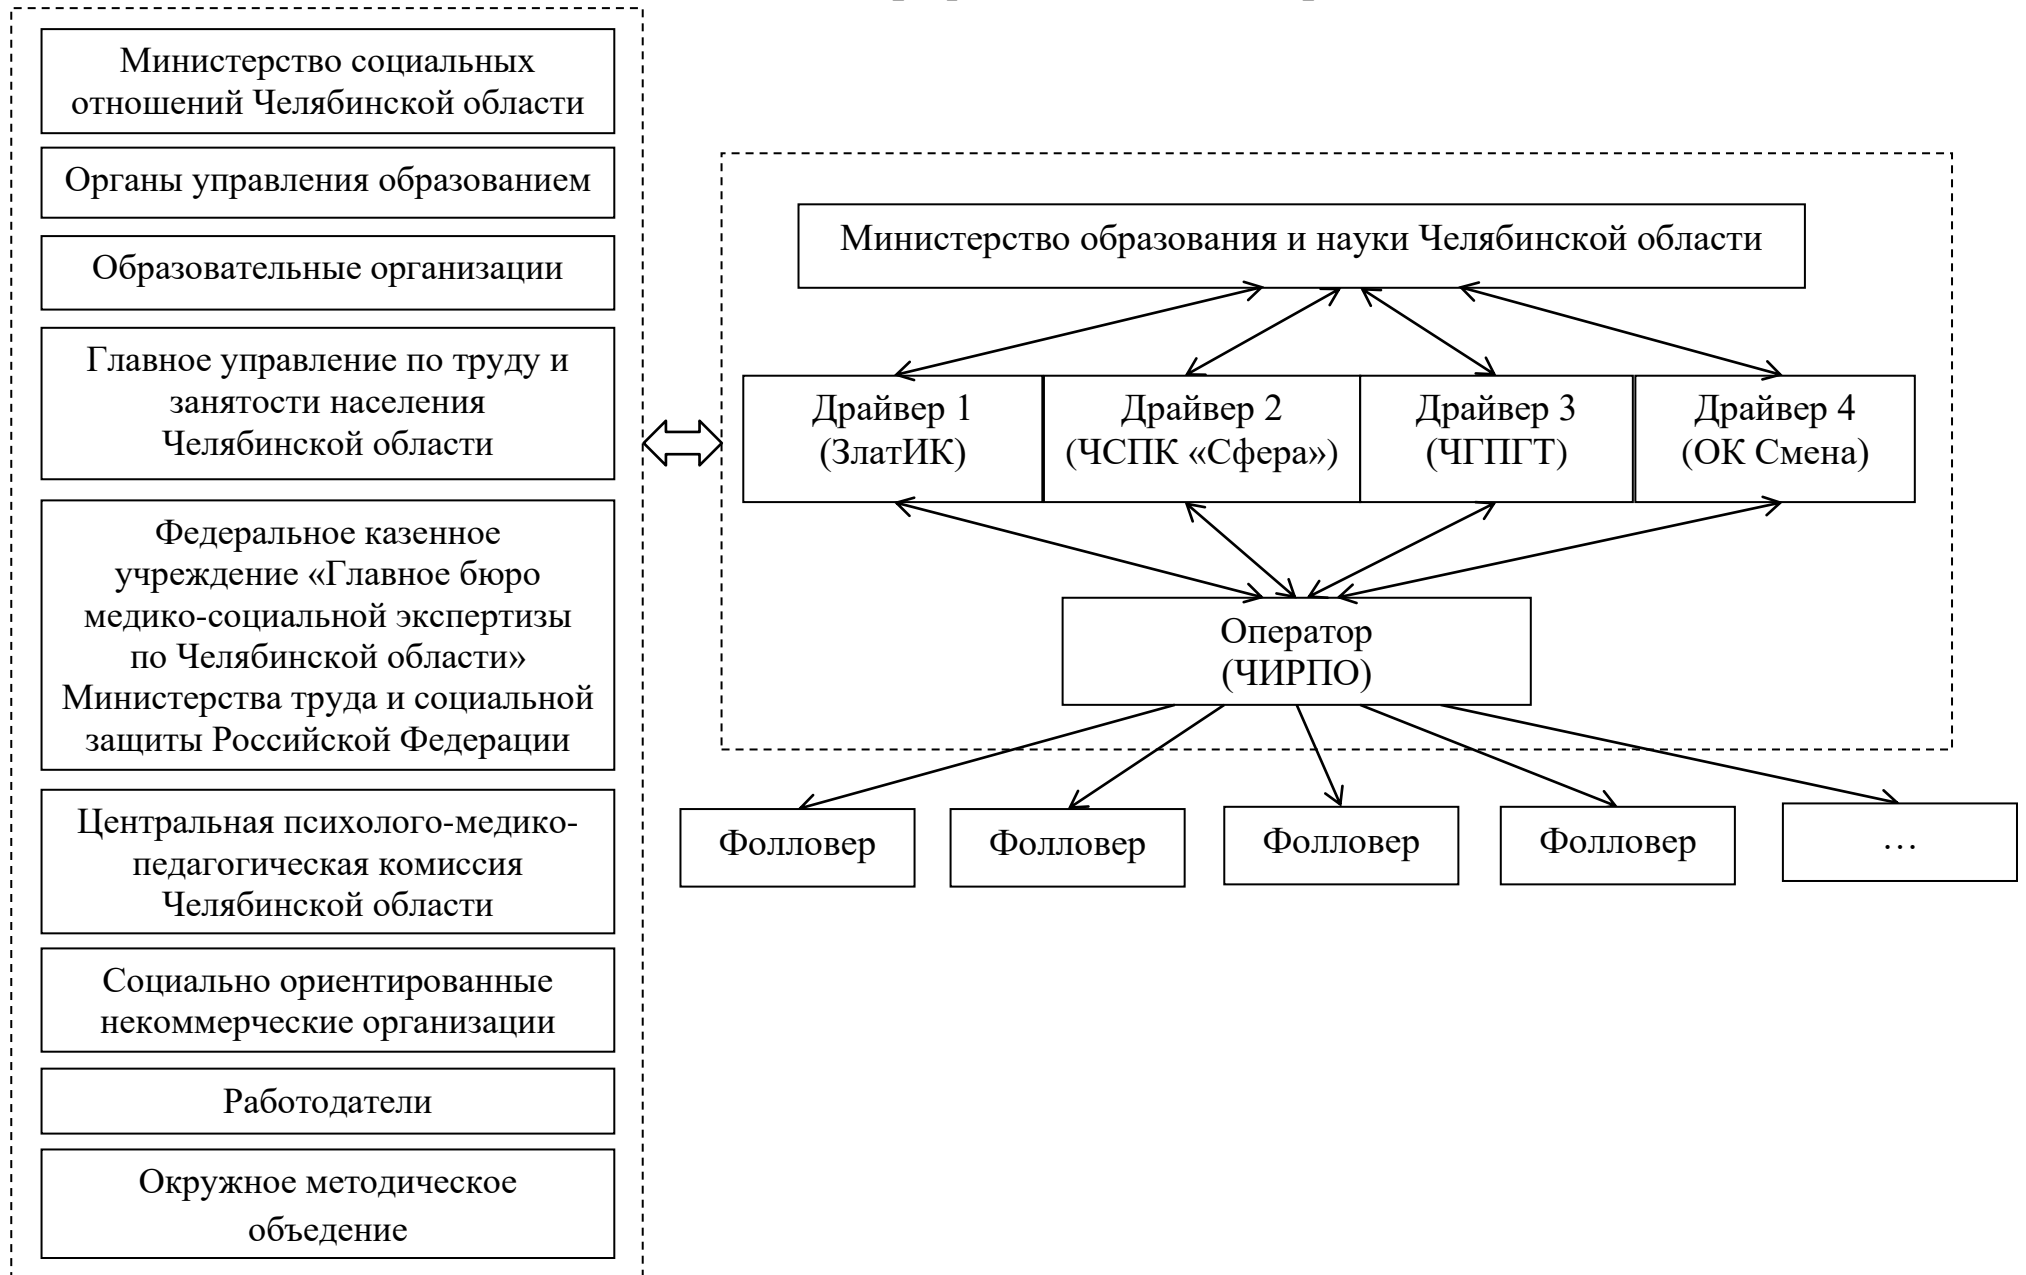 Министерство социальных
отношений Челябинской области
Органы управления образованием
Образовательные организации
Главное управление по труду и
занятости населения
Челябинской области
Федеральное казенное
учреждение «Главное бюро
медико-социальной экспертизы
по Челябинской области»
Министерства труда и социальной
защиты Российской Федерации
Центральная психолого-медико-
педагогическая комиссия
Челябинской области
Социально ориентированные
некоммерческие организации
Работодатели
Окружное методическое
объедение
Министерство образования и науки Челябинской области
Драйвер 1
(ЗлатИК)
Драйвер 2
(ЧСПК «Сфера»)
Драйвер 3
(ЧГПГТ)
Драйвер 4
(ОК Смена)
Оператор
(ЧИРПО)
Фолловер
Фолловер
Фолловер
Фолловер
…